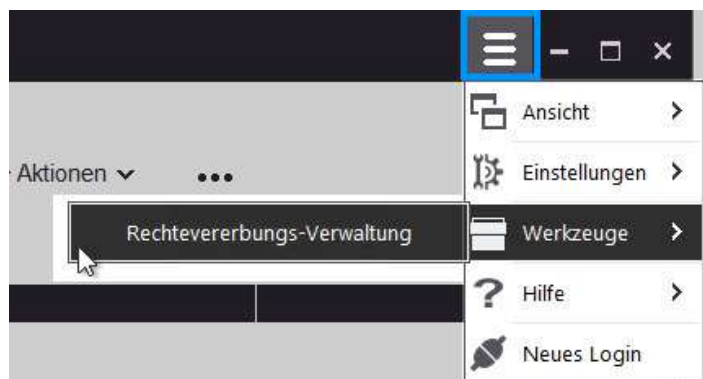 Ansicht
Aktionen
Einstellungen
Rechtevererbungs-Verwaltung
Werkzeuge
Hilfe
Neues Login